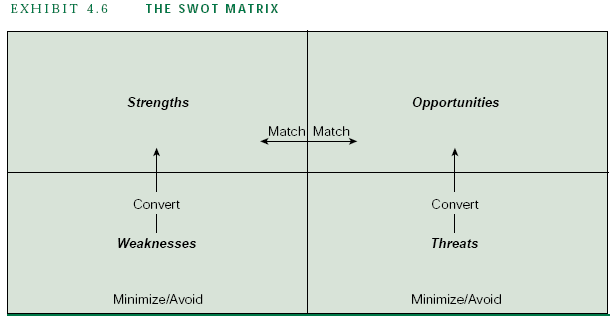 EXHIBIT 4.6 THE SWOT MATRIX
Strengths
Opportunities
Match Match
Convert
Convert
Weaknesses
Threats
Minimize/Avoid
Minimize/Avoid